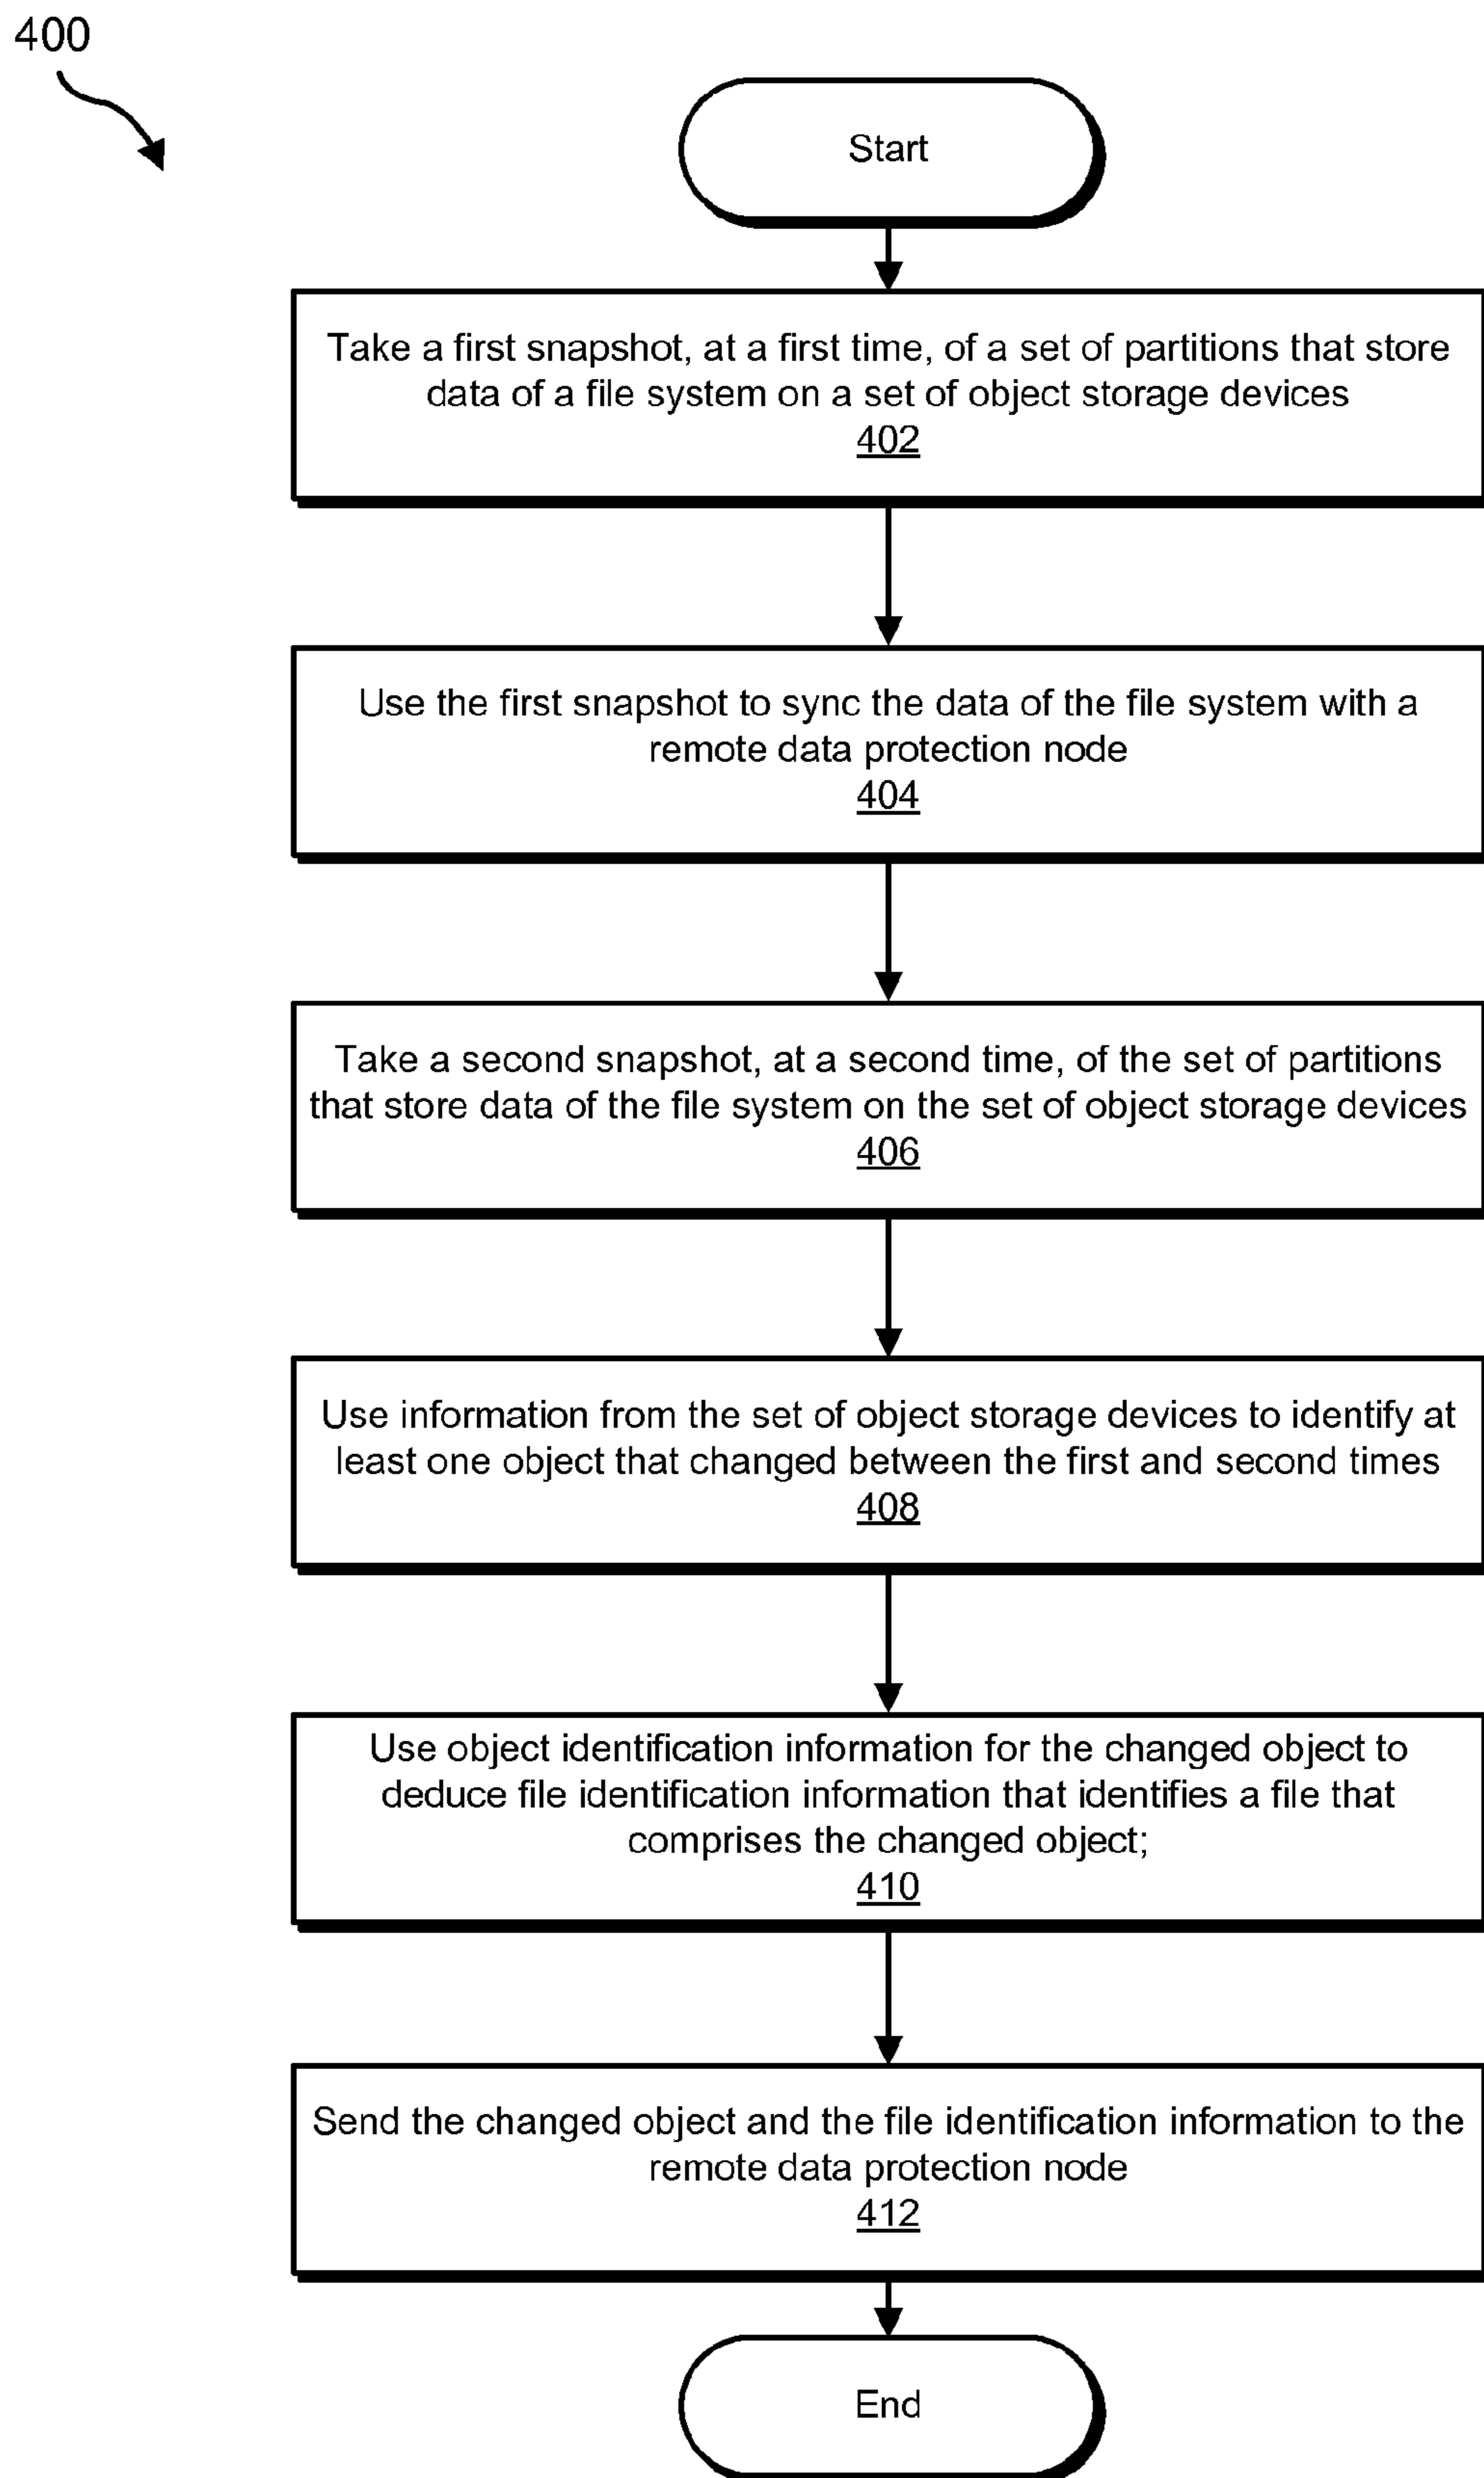 400
Start
Take a first snapshot, at a first time, of a set of partitions that store
data of a file system on a set of object storage devices
402
Use the first snapshot to sync the data of the file system with a
remote data protection node
404
Take a second snapshot, at a second time, of the set of partitions
that store data of the file system on the set of object storage devices
406
Use information from the set of object storage devices to identify at
least one object that changed between the first and second times
408
Use object identification information for the changed object to
deduce file identification information that identifies a file that
comprises the changed object;
410
Send the changed object and the file identification information to the
remote data protection node
412
End